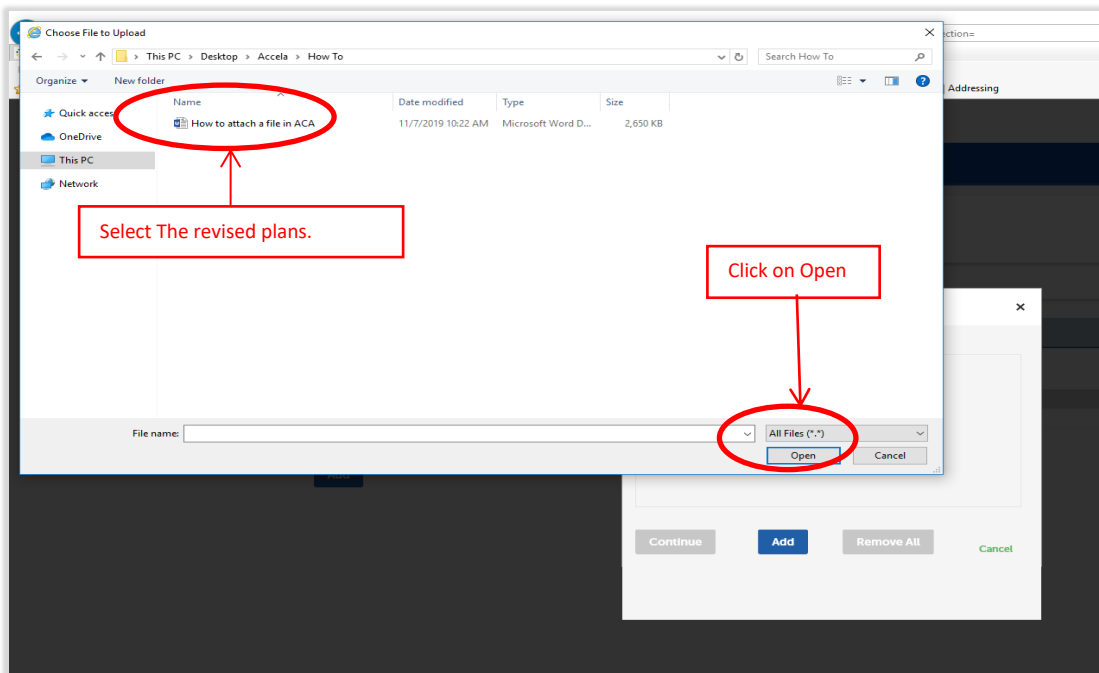 Choose File to Upload
ection=
This PC > Desktop > Accela > How To
Search How To
Organize
New folder
Addressing
Name
Date modified
Type
Size
Quick acces
How to attach a file in ACA
11/7/2019 10:22 AM
Microsoft Word D...
2,650 KB
OneDrive
This PC
Network
Select The revised plans.
Click on Open
File name:
All Files (*.*)
Open
Cancel
Add
Continue
Add
Remove All
Cancel